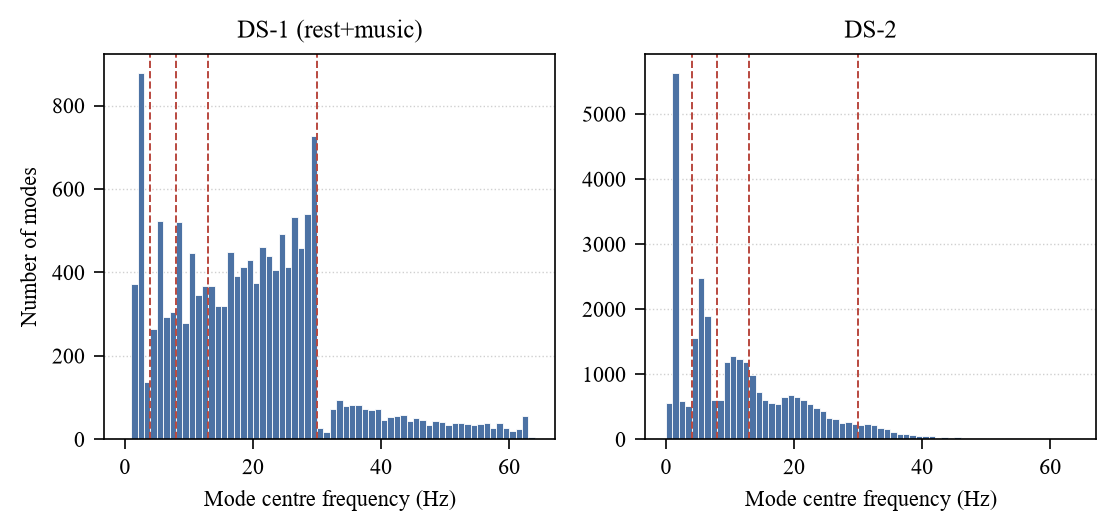 DS-1 (rest+music)
Number of modes
800
600
400
200
0
0 20 40 60
Mode centre frequency (Hz)
DS-2
5000
4000
3000
2000
1000
0
0 20 40 60
Mode centre frequency (Hz)